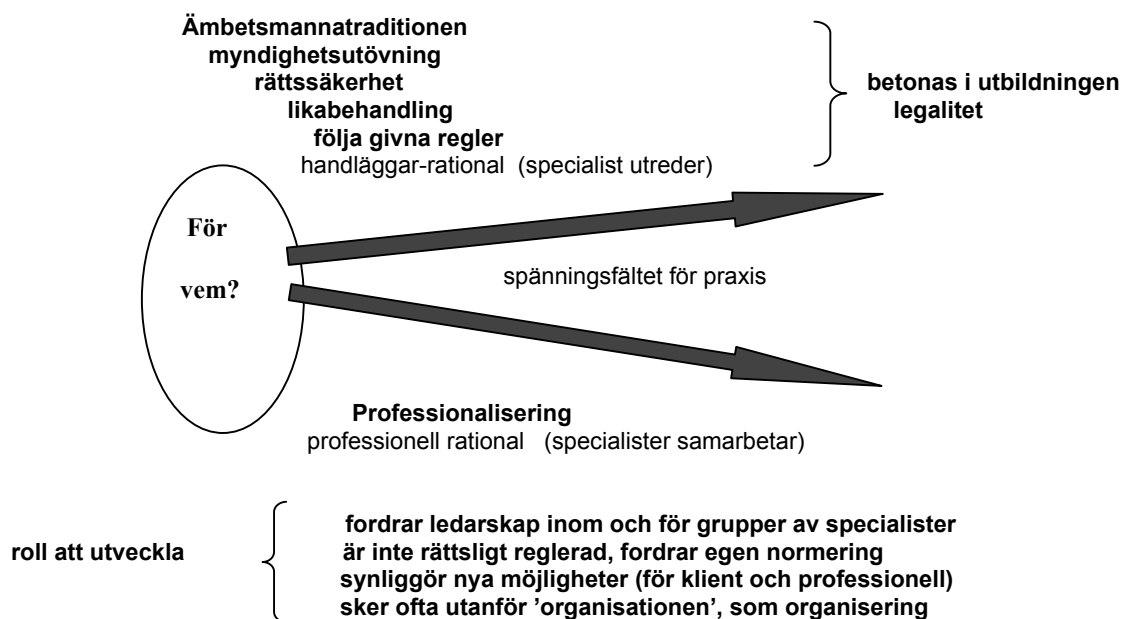 Ämbetsmannatraditionen
myndighetsutövning
rättssäkerhet
likabehandling
följa givna regler
handläggar-rational (specialist utreder)
betonas i utbildningen
legalitet
För
vem?
spänningsfältet för praxis
Professionalisering
professionell rational (specialister samarbetar)
roll att utveckla
fordrar ledarskap inom och för grupper av specialister
är inte rättsligt reglerad, fordrar egen normering
synliggör nya möjligheter (för klient och professionell)
sker ofta utanför ’organisationen’, som organisering